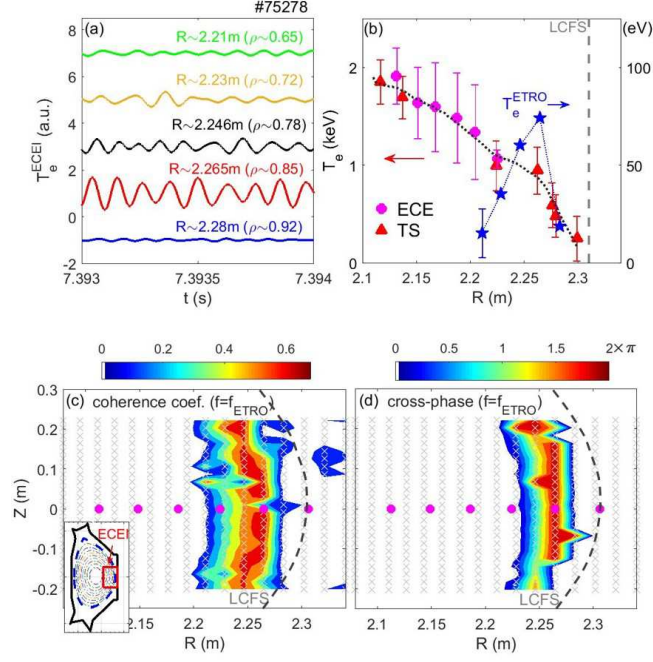 #75278
(a)
R~2.21m (ρ~0.65)
R~2.23m (ρ~0.72)
R~2.246m (ρ~0.78)
R~2.265m (ρ~0.85)
R~2.28m (ρ~0.92)
8
6
4
2
0
-2
T_e^ECEI (a.u.)
7.393 7.3935 7.394
t (s)
(b)
LCFS
(eV)
T_e^ETRO
ECE
TS
2
1
0
T_e (keV)
100
50
0
2.1 2.15 2.2 2.25 2.3
R (m)
0 0.2 0.4 0.6
(c) coherence coef. (f=f_ETRO)
0.3
0.2
0.1
0
-0.1
-0.2
Z (m)
ECEI
LCFS
2.15 2.2 2.25 2.3
R (m)
0 0.5 1 1.5 2×π
(d) cross-phase (f=f_ETRO)
LCFS
2.1 2.15 2.2 2.25 2.3
R (m)